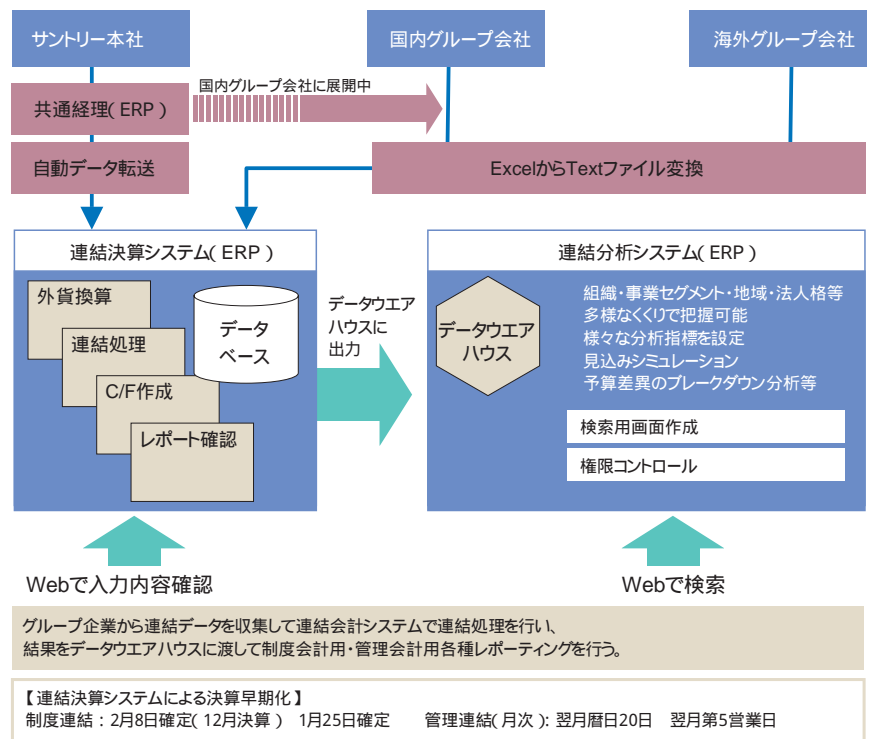 サントリー本社
国内グループ会社
海外グループ会社
国内グループ会社に展開中
共通経理(ERP)
自動データ転送
ExcelからTextファイル変換
連結決算システム(ERP)
外貨換算
連結処理
C/F作成
レポート確認
データ
ベース
データウエア
ハウスに
出力
連結分析システム(ERP)
データウエア
ハウス
組織・事業セグメント・地域・法人格等
多様なくくりで把握可能
様々な分析指標を設定
見込みシミュレーション
予算差異のブレークダウン分析等
検索用画面作成
権限コントロール
Webで入力内容確認
Webで検索
グループ企業から連結データを収集して連結会計システムで連結処理を行い、
結果をデータウエアハウスに渡して制度会計用・管理会計用各種レポーティングを行う。
【連結決算システムによる決算早期化】
制度連結:2月8日確定(12月決算) 1月25日確定 管理連結(月次):翌月暦日20日 翌月第5営業日